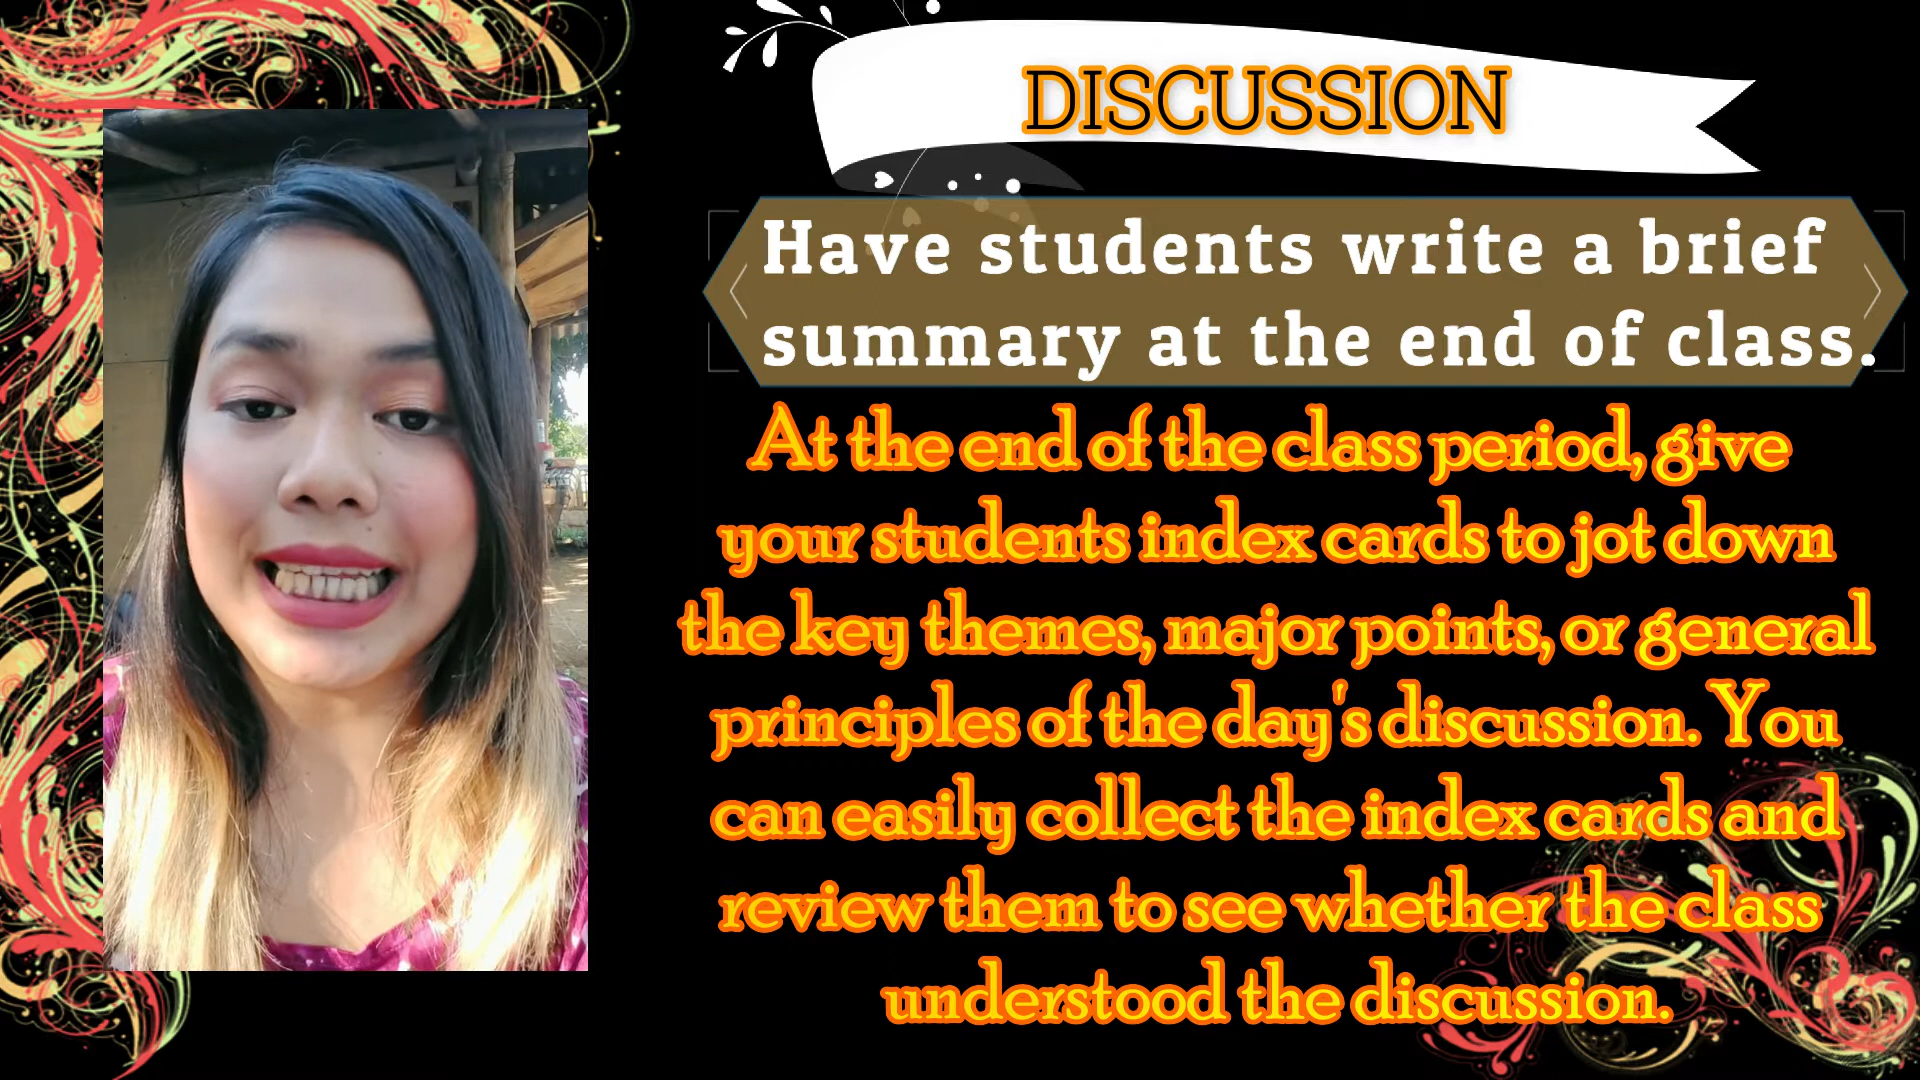 DISCUSSION
Have students write a brief
summary at the end of class.
At the end of the class period, give
your students index cards to jot down
the key themes, major points, or general
principles of the day's discussion. You
can easily collect the index cards and
review them to see whether the class
understood the discussion.